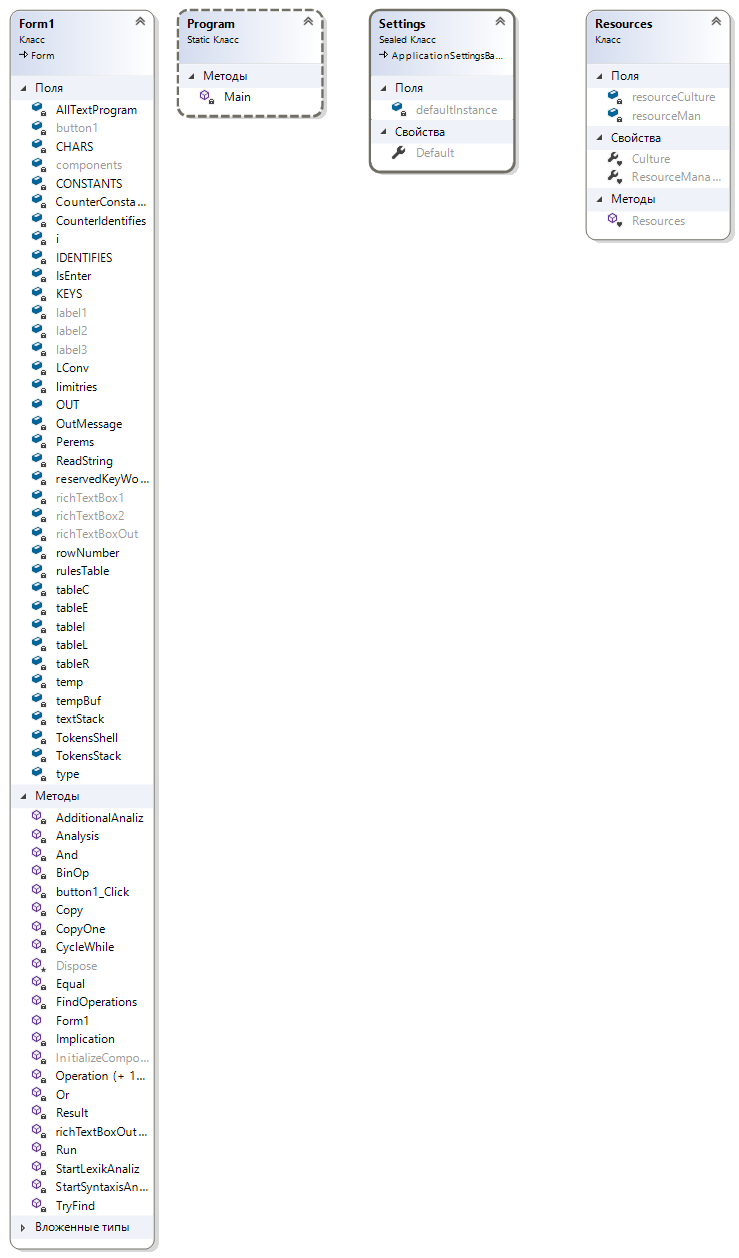 Form1
Класс
Form
Поля
AllTextProgram
button1
CHARS
components
CONSTANTS
CounterConsta...
CounterIdentifies
i
IDENTIFIES
IsEnter
KEYS
label1
label2
label3
LConv
limitries
OUT
OutMessage
Perems
ReadString
reservedKeyWo...
richTextBox1
richTextBox2
richTextBoxOut
rowNumber
rulesTable
tableC
tableE
tableI
tableL
tableR
temp
tempBuf
textStack
TokensShell
TokensStack
type
Методы
AdditionalAnaliz
Analysis
And
BinOp
button1_Click
Copy
CopyOne
CycleWhile
Dispose
Equal
FindOperations
Form1
Implication
InitializeCompo...
Operation (+ 1...
Or
Result
richTextBoxOut...
Run
StartLexikAnaliz
StartSyntaxisAn...
TryFind
Вложенные типы
Program
Static Класс
Методы
Main
Settings
Sealed Класс
ApplicationSettingsBa...
Поля
defaultInstance
Свойства
Default
Resources
Класс
Поля
resourceCulture
resourceMan
Свойства
Culture
ResourceMana...
Методы
Resources